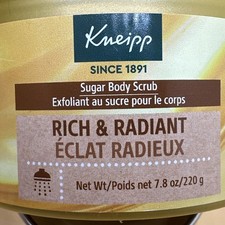 Kneipp
SINCE 1891
Sugar Body Scrub
Exfoliant au sucre pour le corps
RICH & RADIANT
ÉCLAT RADIEUX
Net Wt/Poids net 7.8 oz/220 g